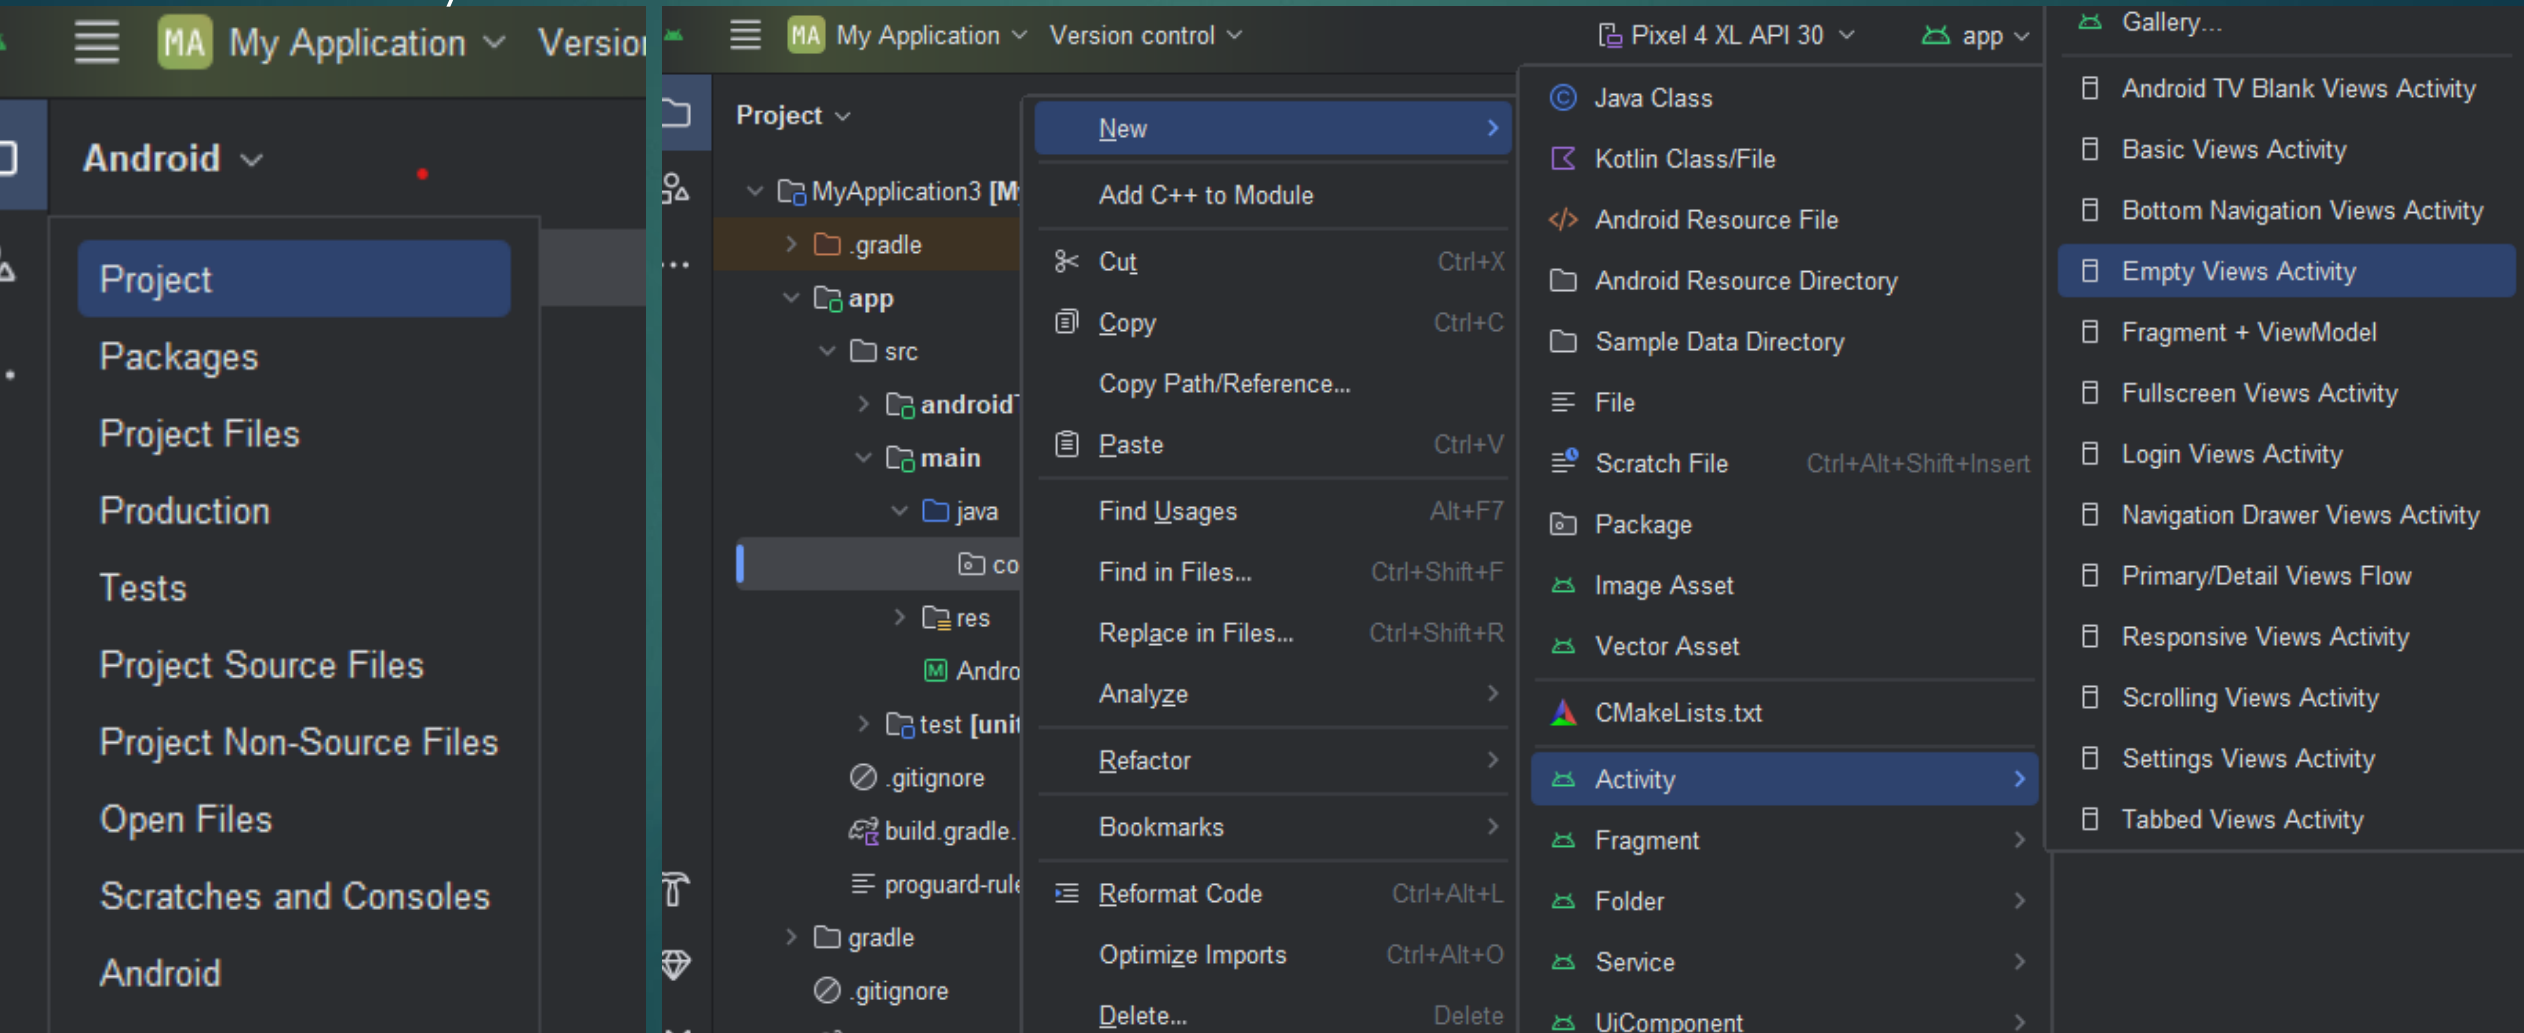 MA My Application Version
Android
Project
Packages
Project Files
Production
Tests
Project Source Files
Project Non-Source Files
Open Files
Scratches and Consoles
Android
MA My Application Version control Pixel 4 XL API 30 app
Project
MyApplication3 [My
.gradle
app
src
androidT
main
java
co
res
Andro
test [unit
.gitignore
build.gradle.
proguard-rule
gradle
.gitignore
New
Add C++ to Module
Cut Ctrl+X
Copy Ctrl+C
Copy Path/Reference...
Paste Ctrl+V
Find Usages Alt+F7
Find in Files... Ctrl+Shift+F
Replace in Files... Ctrl+Shift+R
Analyze
Refactor
Bookmarks
Reformat Code Ctrl+Alt+L
Optimize Imports Ctrl+Alt+O
Delete... Delete
Java Class
Kotlin Class/File
Android Resource File
Android Resource Directory
Sample Data Directory
File
Scratch File Ctrl+Alt+Shift+Insert
Package
Image Asset
Vector Asset
CMakeLists.txt
Activity
Fragment
Folder
Service
UiComponent
Gallery...
Android TV Blank Views Activity
Basic Views Activity
Bottom Navigation Views Activity
Empty Views Activity
Fragment + ViewModel
Fullscreen Views Activity
Login Views Activity
Navigation Drawer Views Activity
Primary/Detail Views Flow
Responsive Views Activity
Scrolling Views Activity
Settings Views Activity
Tabbed Views Activity